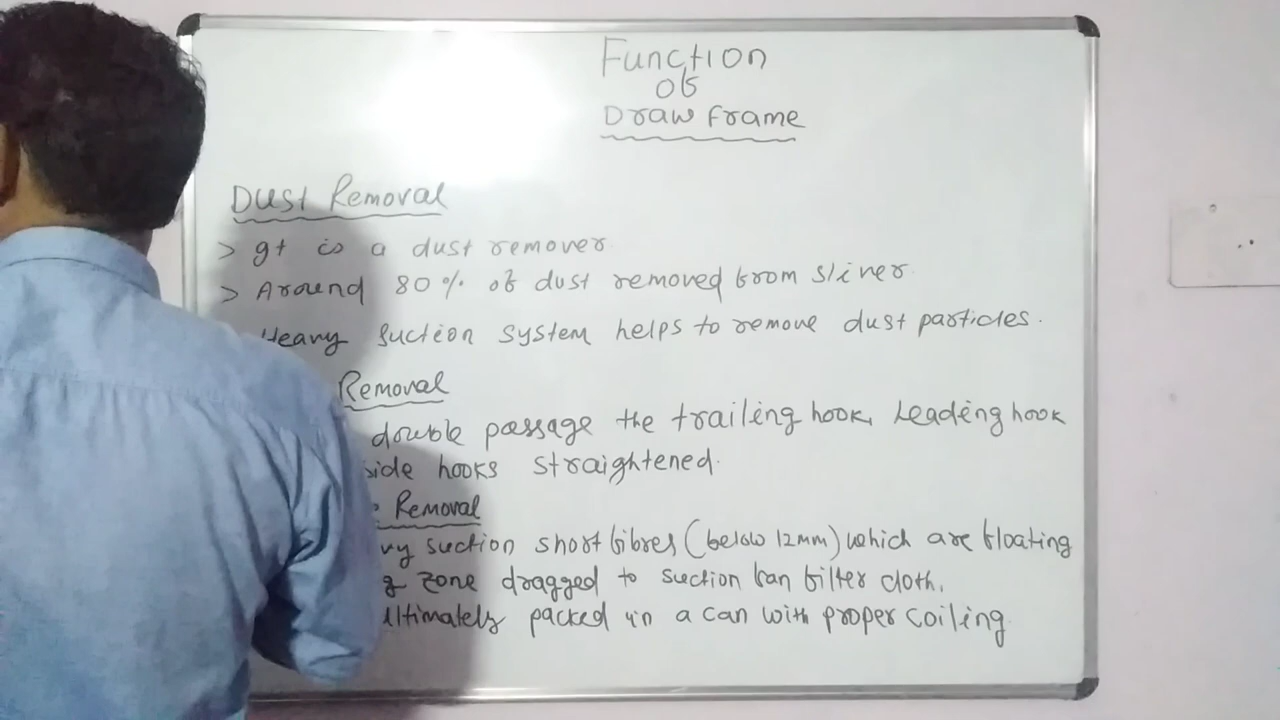 Function
of
Draw frame
Dust Removal
> It is a dust remover.
> Around 80% of dust removed from sliver.
Heavy suction system helps to remove dust particles.
Removal
double passage the trailing hook, Leading hook
side hooks straightened.
Removal
suction short fibres (below 12mm) which are floating
zone dragged to suction fan filter cloth.
ultimately packed in a can with proper coiling.